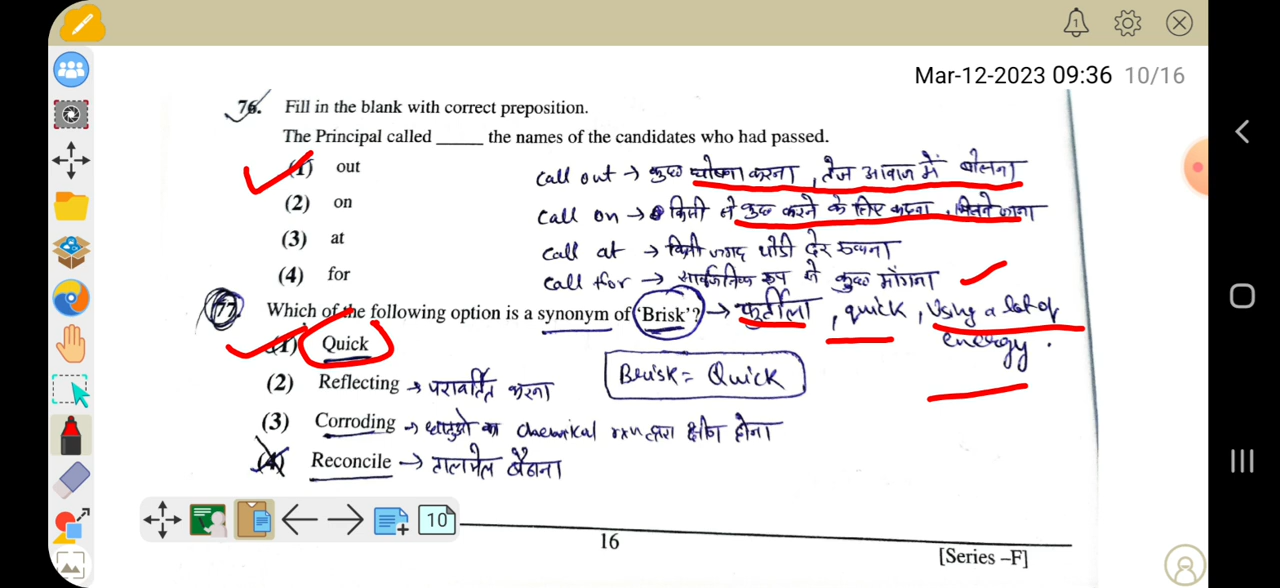 1
Mar-12-2023 09:36 10/16
76. Fill in the blank with correct preposition.
The Principal called _____ the names of the candidates who had passed.
(1) out call out → कुछ घोषणा करना, तेज आवाज में बोलना
(2) on call on → किसी से कुछ करने के लिए कहना, मिलने जाना
(3) at call at → किसी जगह थोडी देर रुकना
(4) for call for → सार्वजनिक रूप से कुछ माँगना
77. Which of the following option is a synonym of 'Brisk'? → फुर्तीला, quick, using a lot of
energy.
(1) Quick
(2) Reflecting → परावर्तित करना Brisk = Quick
(3) Corroding → धातुओ का chemical rxn द्वारा क्षीण होना
(4) Reconcile → तालमेल बैठाना
10
16
[Series –F]